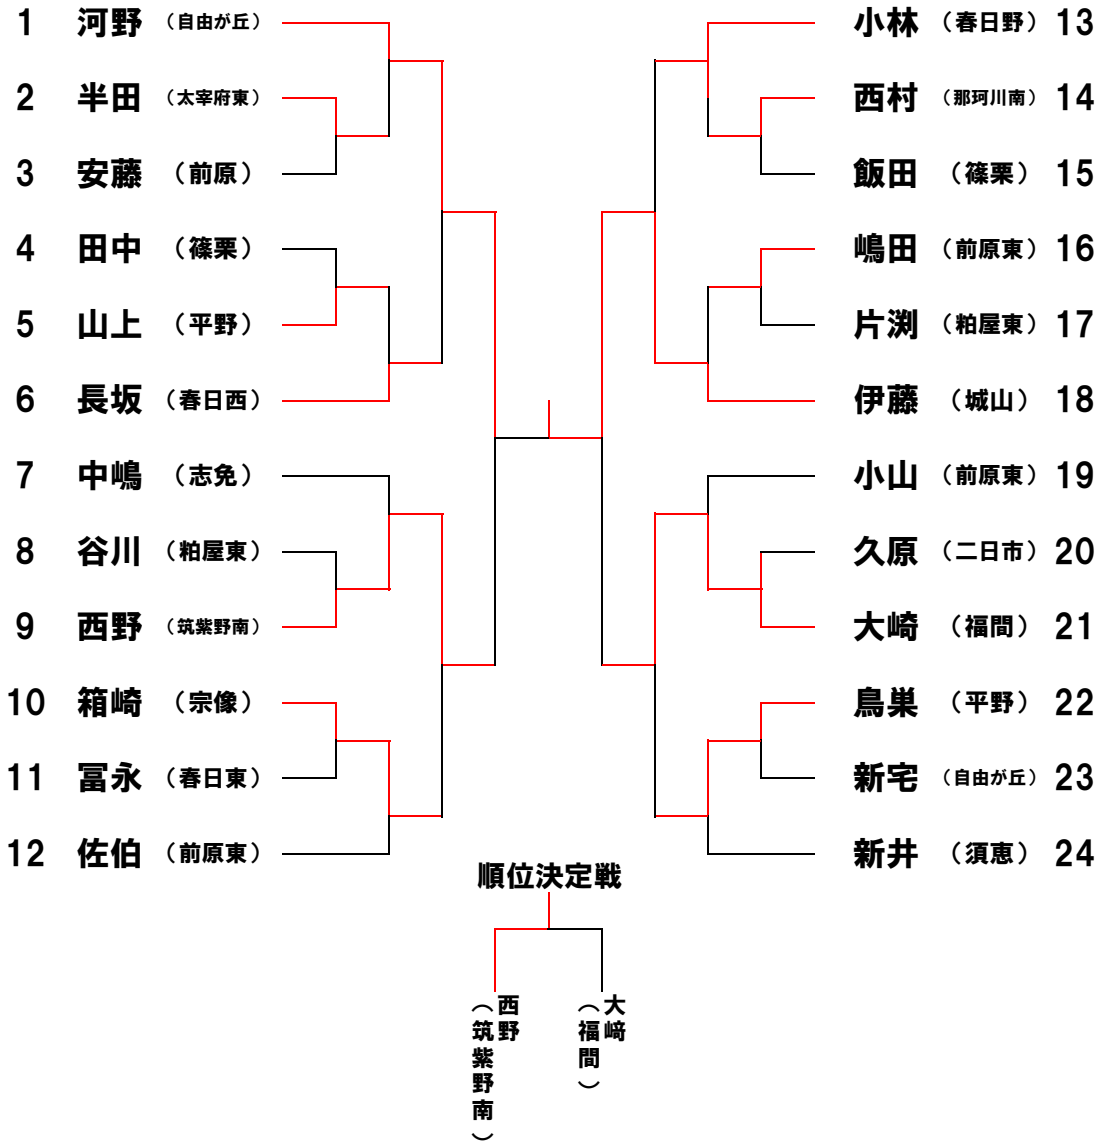 1 河野 （自由が丘）
2 半田 （太宰府東）
3 安藤 （前原）
4 田中 （篠栗）
5 山上 （平野）
6 長坂 （春日西）
7 中嶋 （志免）
8 谷川 （粕屋東）
9 西野 （筑紫野南）
10 箱崎 （宗像）
11 冨永 （春日東）
12 佐伯 （前原東）
小林 （春日野） 13
西村 （那珂川南） 14
飯田 （篠栗） 15
嶋田 （前原東） 16
片渕 （粕屋東） 17
伊藤 （城山） 18
小山 （前原東） 19
久原 （二日市） 20
大崎 （福間） 21
鳥巣 （平野） 22
新宅 （自由が丘） 23
新井 （須恵） 24
順位決定戦
西野
（筑紫野南）
大﨑
（福間）